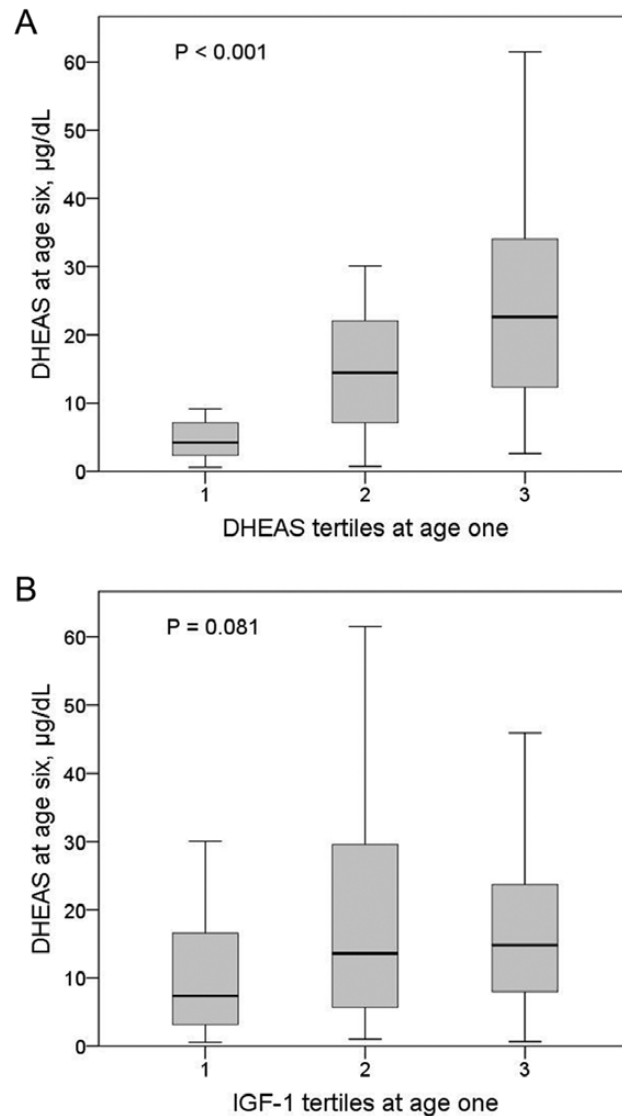 A
P < 0.001
DHEAS at age six, µg/dL
60
50
40
30
20
10
0
1 2 3
DHEAS tertiles at age one
B
P = 0.081
DHEAS at age six, µg/dL
60
50
40
30
20
10
0
1 2 3
IGF-1 tertiles at age one